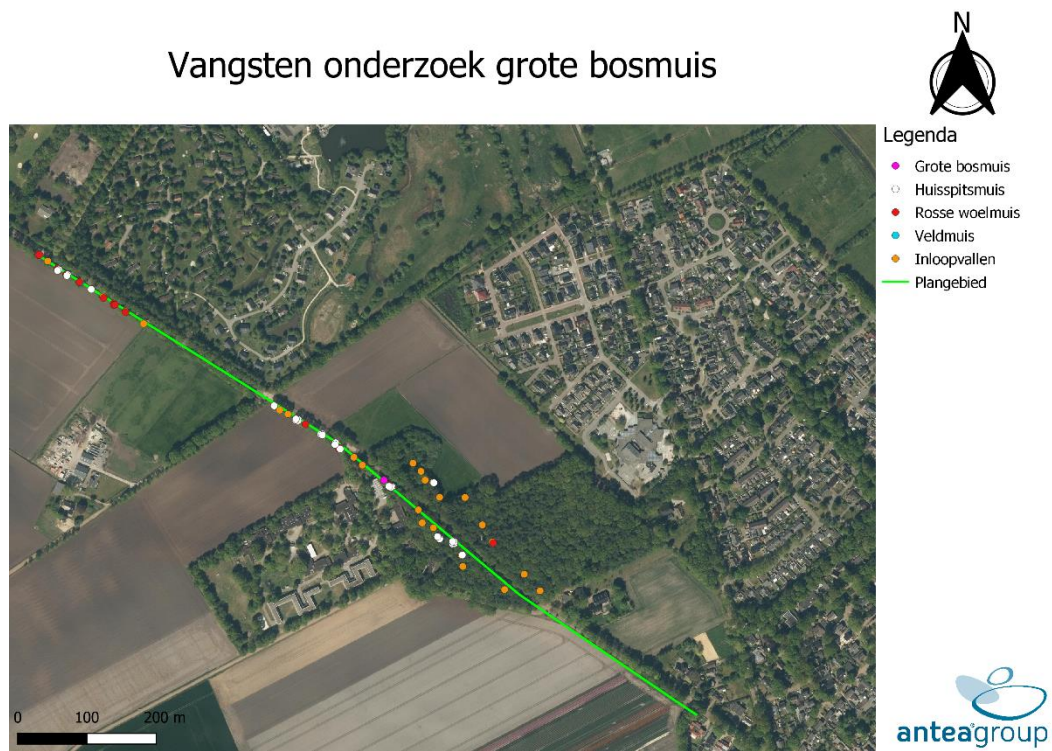 Vangsten onderzoek grote bosmuis
N
Legenda
Grote bosmuis
Huisspitsmuis
Rosse woelmuis
Veldmuis
Inloopvallen
Plangebied
0 100 200 m
anteagroup